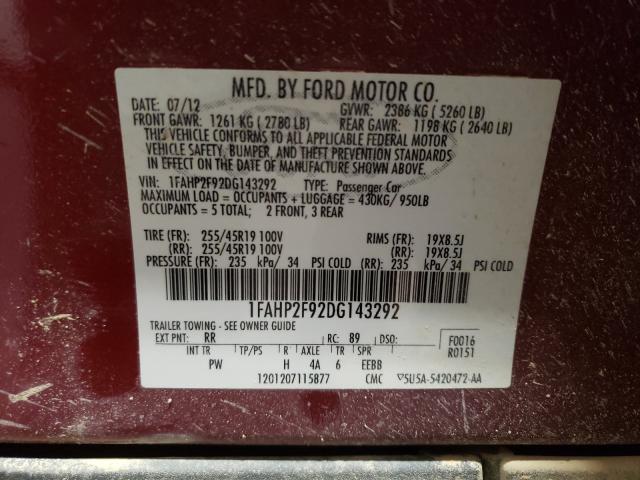 MFD. BY FORD MOTOR CO.
DATE: 07/12 GVWR: 2386 KG ( 5260 LB)
FRONT GAWR: 1261 KG ( 2780 LB) REAR GAWR: 1198 KG ( 2640 LB)
THIS VEHICLE CONFORMS TO ALL APPLICABLE FEDERAL MOTOR
VEHICLE SAFETY, BUMPER, AND THEFT PREVENTION STANDARDS
IN EFFECT ON THE DATE OF MANUFACTURE SHOWN ABOVE.
VIN: 1FAHP2F92DG143292 TYPE: Passenger Car
MAXIMUM LOAD = OCCUPANTS + LUGGAGE = 430KG/ 950LB
OCCUPANTS = 5 TOTAL; 2 FRONT, 3 REAR
TIRE (FR): 255/45R19 100V RIMS (FR): 19X8.5J
(RR): 255/45R19 100V (RR): 19X8.5J
PRESSURE (FR): 235 kPa/ 34 PSI COLD (RR): 235 kPa/ 34 PSI COLD
1FAHP2F92DG143292
TRAILER TOWING - SEE OWNER GUIDE
EXT PNT: RR RC: 89 DSO: F0016
R0151
INT TR TP/PS R AXLE TR SPR
PW H 4A 6 EEBB
1201207115877 CMC 5U5A-5420472-AA